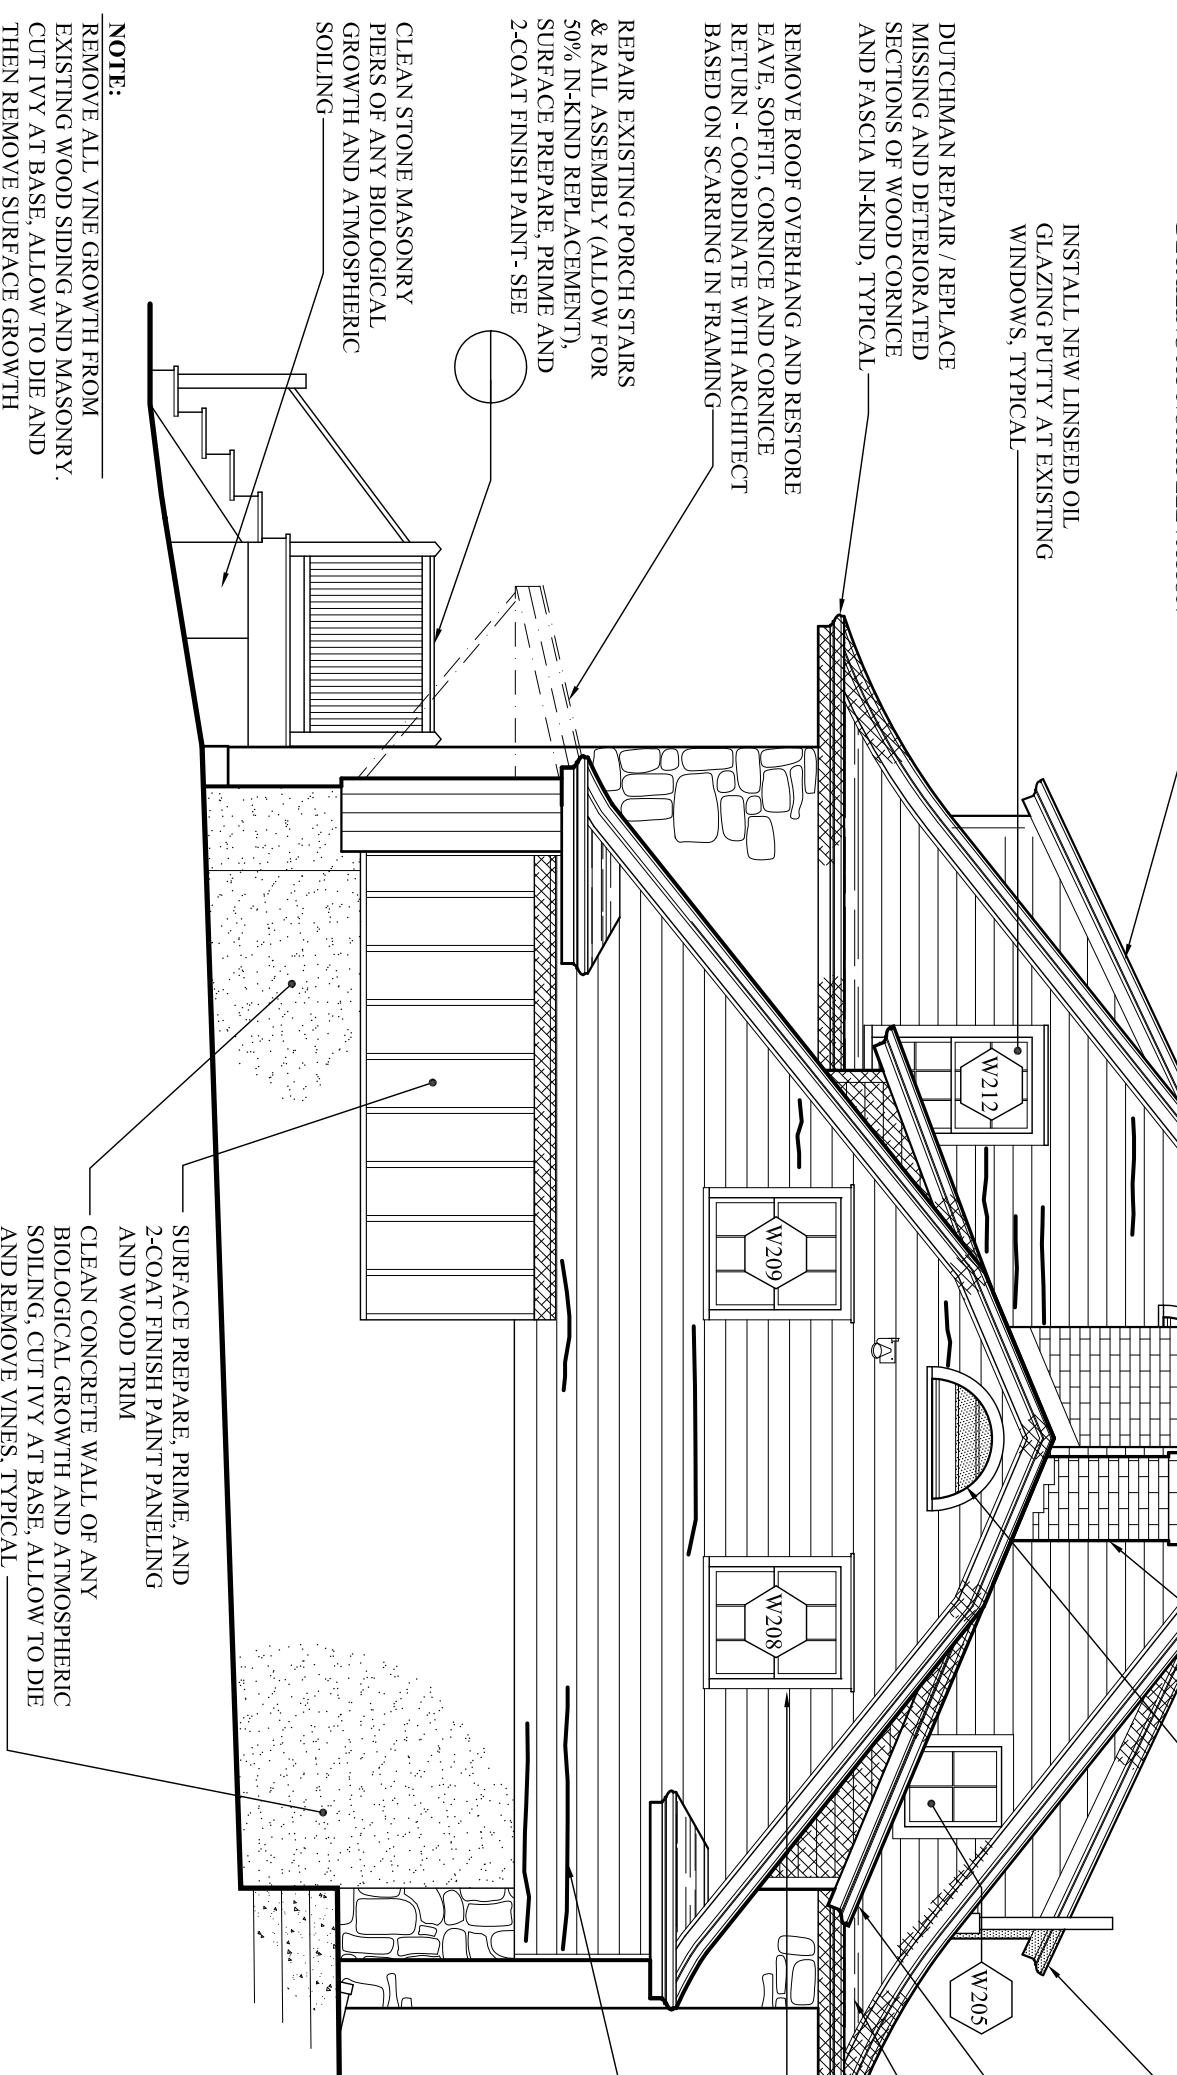 INSTALL NEW LINSEED OIL
GLAZING PUTTY AT EXISTING
WINDOWS, TYPICAL
DUTCHMAN REPAIR / REPLACE
MISSING AND DETERIORATED
SECTIONS OF WOOD CORNICE
AND FASCIA IN-KIND, TYPICAL
REMOVE ROOF OVERHANG AND RESTORE
EAVE, SOFFIT, CORNICE AND CORNICE
RETURN - COORDINATE WITH ARCHITECT
BASED ON SCARRING IN FRAMING
REPAIR EXISTING PORCH STAIRS
& RAIL ASSEMBLY (ALLOW FOR
50% IN-KIND REPLACEMENT),
SURFACE PREPARE, PRIME AND
2-COAT FINISH PAINT- SEE
CLEAN STONE MASONRY
PIERS OF ANY BIOLOGICAL
GROWTH AND ATMOSPHERIC
SOILING
NOTE:
REMOVE ALL VINE GROWTH FROM
EXISTING WOOD SIDING AND MASONRY.
CUT IVY AT BASE, ALLOW TO DIE AND
THEN REMOVE SURFACE GROWTH
W212
W209
W208
W205
SURFACE PREPARE, PRIME, AND
2-COAT FINISH PAINT PANELING
AND WOOD TRIM
CLEAN CONCRETE WALL OF ANY
BIOLOGICAL GROWTH AND ATMOSPHERIC
SOILING, CUT IVY AT BASE, ALLOW TO DIE
AND REMOVE VINES, TYPICAL